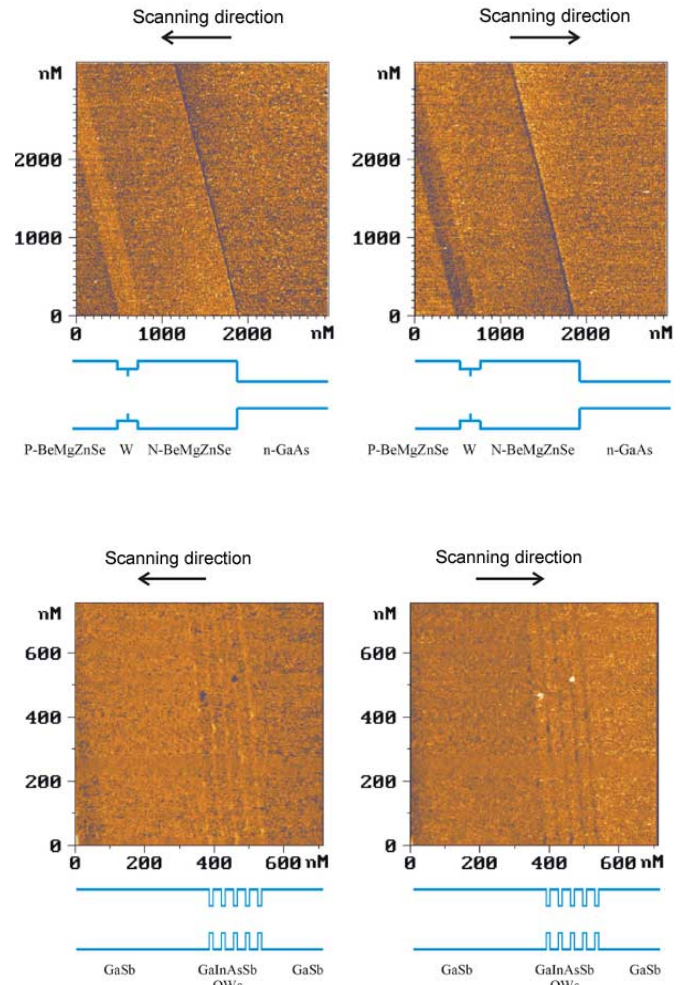 Scanning direction
Scanning direction
nM
nM
2000
2000
1000
1000
0
0
0 1000 2000 nM
0 1000 2000 nM
P-BeMgZnSe W N-BeMgZnSe n-GaAs
P-BeMgZnSe W N-BeMgZnSe n-GaAs
Scanning direction
Scanning direction
nM
nM
600
600
400
400
200
200
0
0
0 200 400 600 nM
0 200 400 600 nM
GaSb GaInAsSb GaSb
GaSb GaInAsSb GaSb
QWs
QWs